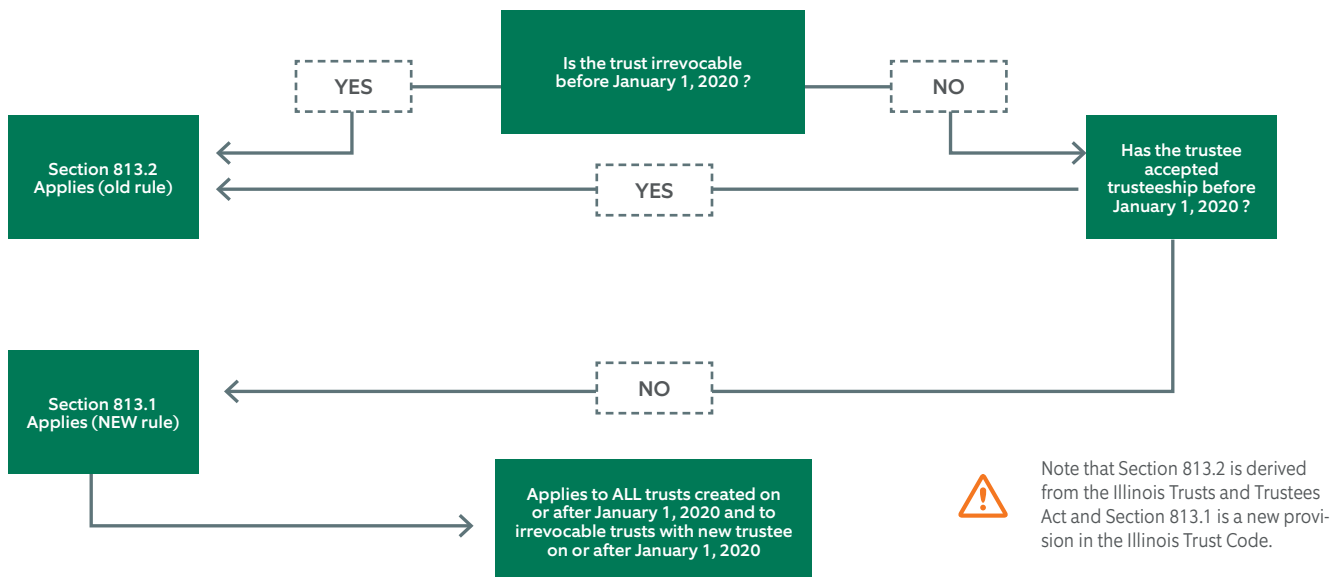 Is the trust irrevocable
before January 1, 2020 ?
YES
NO
Section 813.2
Applies (old rule)
YES
Has the trustee
accepted
trusteeship before
January 1, 2020 ?
Section 813.1
Applies (NEW rule)
NO
Applies to ALL trusts created on
or after January 1, 2020 and to
irrevocable trusts with new trustee
on or after January 1, 2020
Note that Section 813.2 is derived
from the Illinois Trusts and Trustees
Act and Section 813.1 is a new provi-
sion in the Illinois Trust Code.